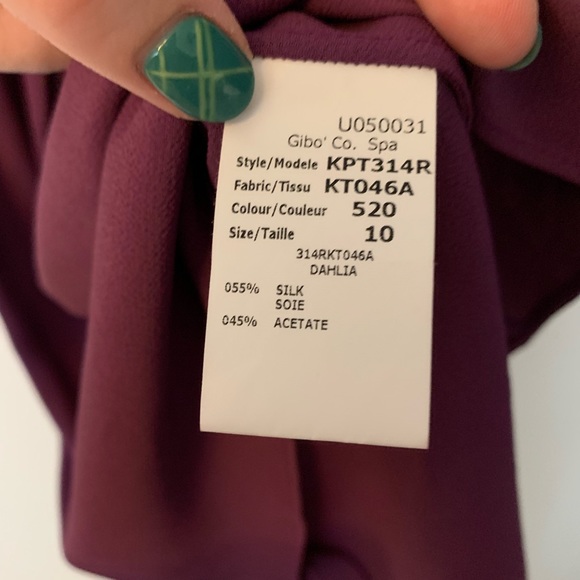 U050031
Gibo' Co. Spa
Style/Modele KPT314R
Fabric/Tissu KT046A
Colour/Couleur 520
Size/Taille 10
314RKT046A
DAHLIA
055% SILK
SOIE
045% ACETATE